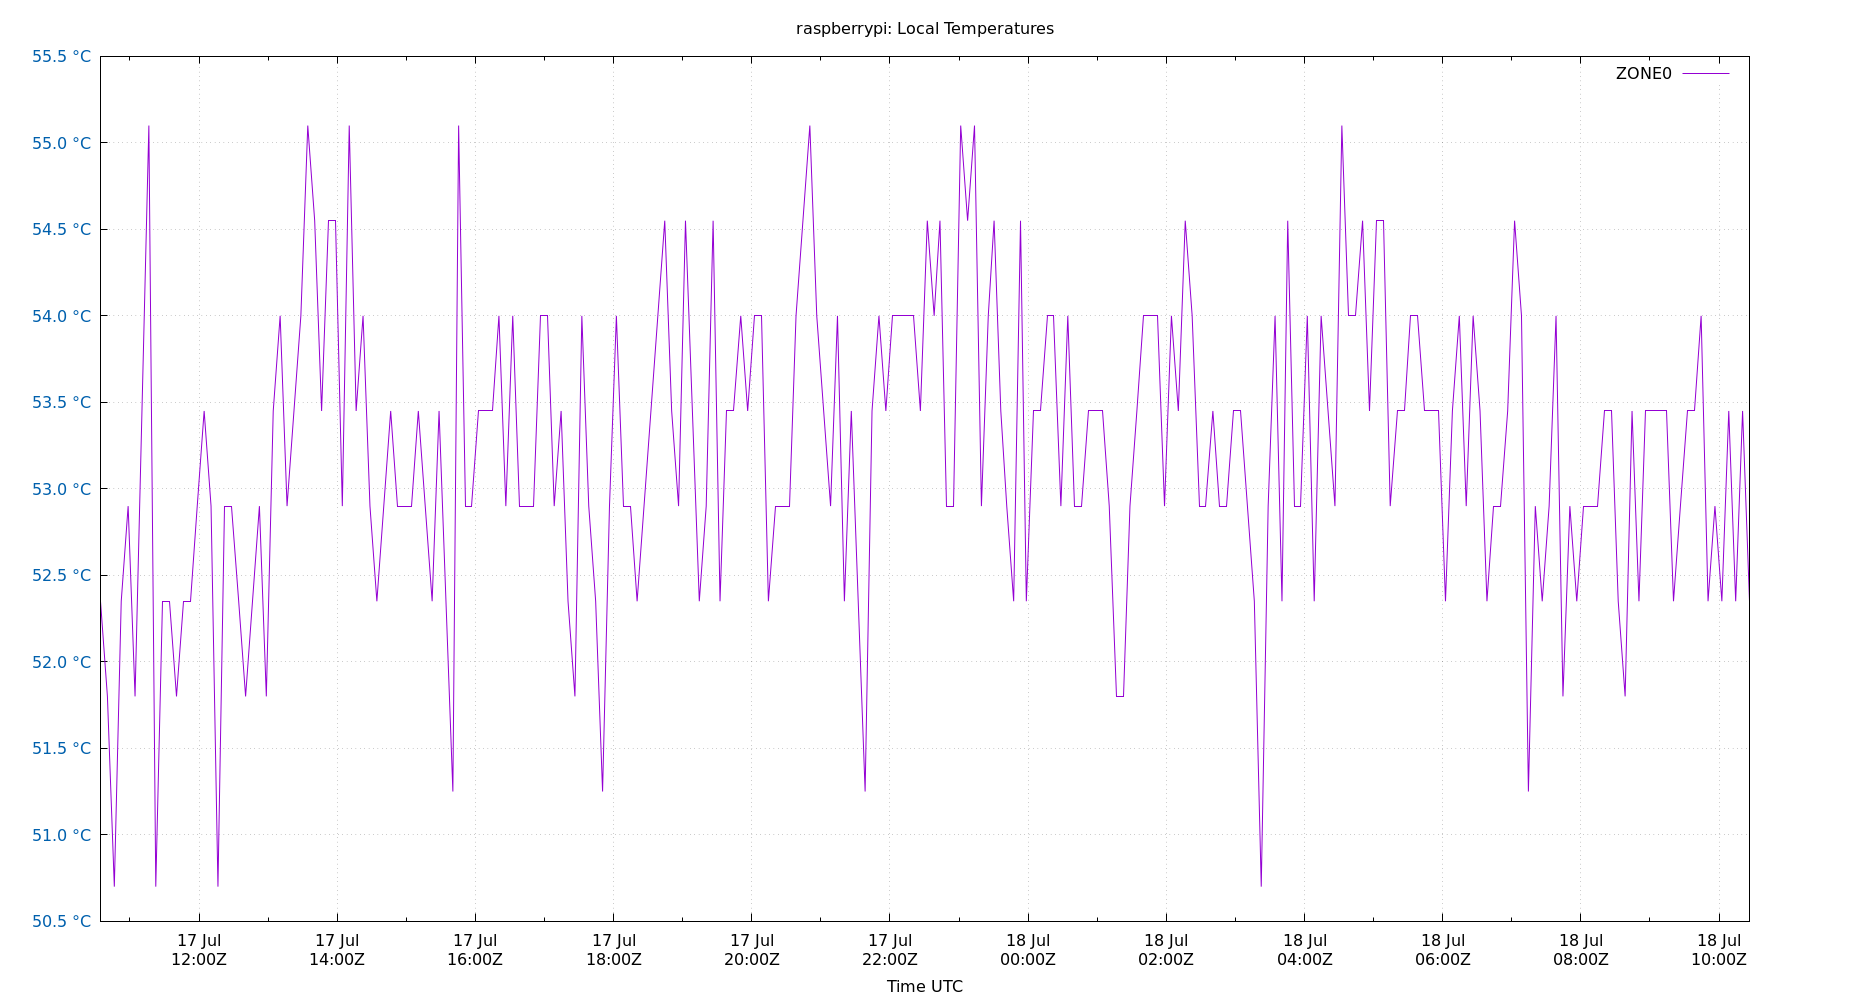 raspberrypi: Local Temperatures
55.5 °C
ZONE0
55.0 °C
54.5 °C
54.0 °C
53.5 °C
53.0 °C
52.5 °C
52.0 °C
51.5 °C
51.0 °C
50.5 °C
17 Jul 17 Jul 17 Jul 17 Jul 17 Jul 17 Jul 18 Jul 18 Jul 18 Jul 18 Jul 18 Jul 18 Jul
12:00Z 14:00Z 16:00Z 18:00Z 20:00Z 22:00Z 00:00Z 02:00Z 04:00Z 06:00Z 08:00Z 10:00Z
Time UTC